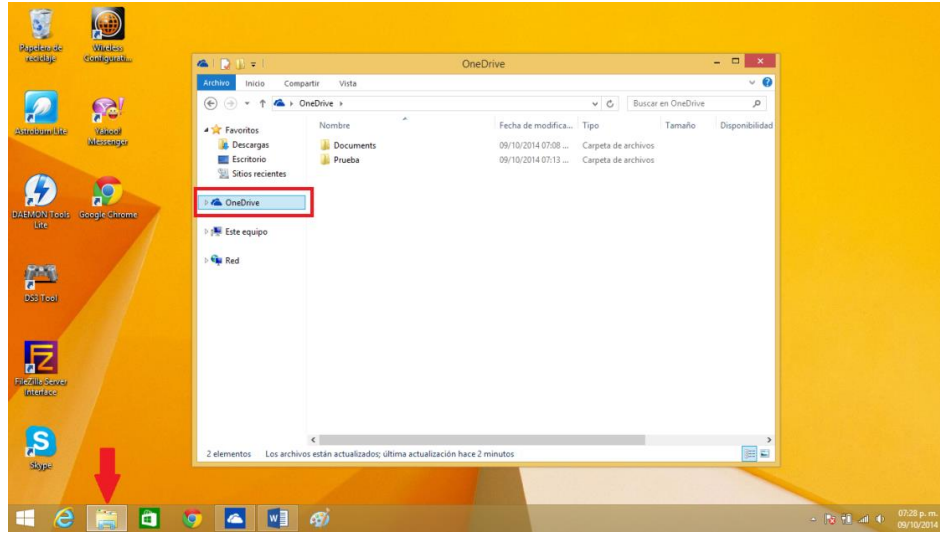 Papelera de
reciclaje
Wireless
Configurati...
Astroburn Lite
Yahoo!
Messenger
DAEMON Tools
Lite
Google Chrome
DS3 Tool
FileZilla Server
Interface
Skype
OneDrive
Archivo Inicio Compartir Vista
OneDrive
Buscar en OneDrive
Nombre Fecha de modifica... Tipo Tamaño Disponibilidad
Favoritos
Descargas
Escritorio
Sitios recientes
OneDrive
Este equipo
Red
Documents 09/10/2014 07:08 ... Carpeta de archivos
Prueba 09/10/2014 07:13 ... Carpeta de archivos
2 elementos Los archivos están actualizados; última actualización hace 2 minutos
07:28 p. m.
09/10/2014